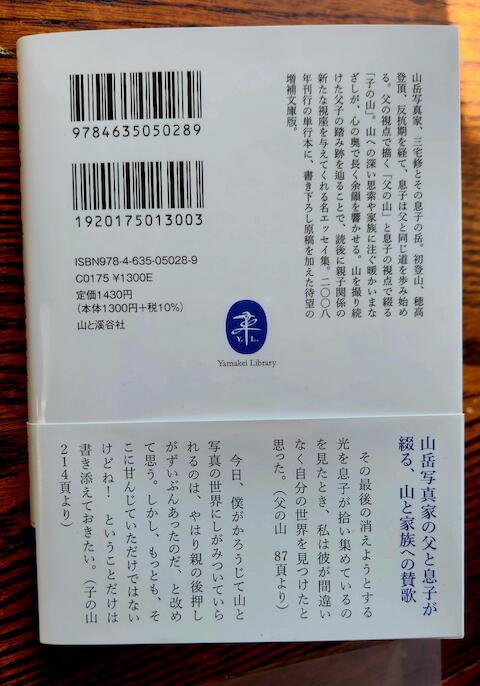 9784635050289
1920175013003
ISBN978-4-635-05028-9
C0175 ¥1300E
定価1430円
(本体1300円+税10%)
山と溪谷社
山岳写真家、三宅修とその息子の岳。初登山、穂高
登頂、反抗期を経て、息子は父と同じ道を歩み始め
る。父の視点で描く「父の山」と息子の視点で綴る
「子の山」。山への深い思索や家族に注ぐ暖かいまな
ざしが、心の奥で長く余韻を響かせる。山を撮り続
けた父子の踏み跡を辿ることで、読後に親子関係の
新たな視座を与えてくれる名エッセイ集。二〇〇八
年刊行の単行本に、書き下ろし原稿を加えた待望の
増補文庫版。
Y. L.
Yamakei Library
山岳写真家の父と息子が
綴る、山と家族への賛歌
その最後の消えようとする
光を息子が拾い集めているの
を見たとき、私は彼が間違い
なく自分の世界を見つけたと
思った。(父の山 87頁より)
今日、僕がかろうじて山と
写真の世界にしがみついていら
れるのは、やはり親の後押し
がずいぶんあったのだ、と改め
て思う。しかし、もっとも、そ
こに甘んじていただけではない
けどね! ということだけは
書き添えておきたい。(子の山
214頁より)